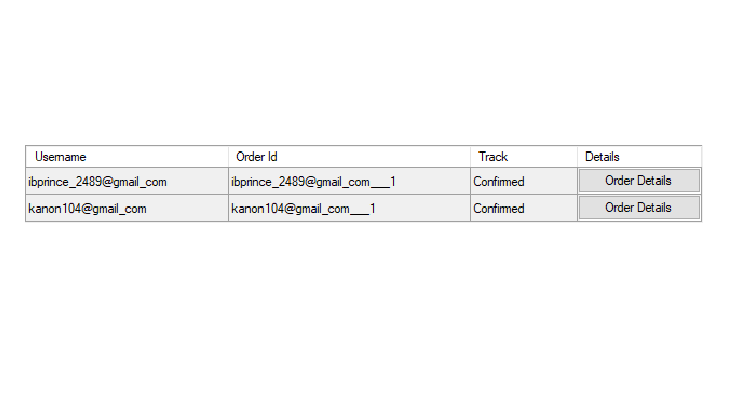 Username Order Id Track Details
ibprince_2489@gmail_com ibprince_2489@gmail_com___1 Confirmed Order Details
kanon104@gmail_com kanon104@gmail_com___1 Confirmed Order Details